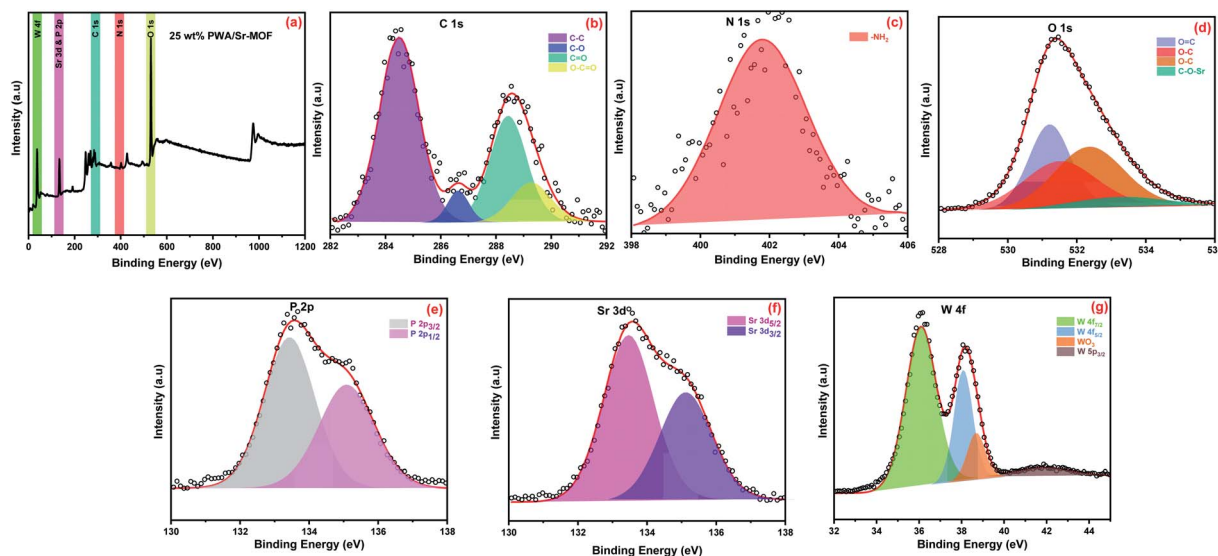 (a)
W 4f
Sr 3d & P 2p
C 1s
N 1s
O 1s
25 wt% PWA/Sr-MOF
Intensity (a.u)
0 200 400 600 800 1000 1200
Binding Energy (eV)
(b)
C 1s
C-C
C-O
C=O
O-C=O
Intensity (a.u)
282 284 286 288 290 292
Binding Energy (eV)
(c)
N 1s
-NH₂
Intensity (a.u)
398 400 402 404 406
Binding Energy (eV)
(d)
O 1s
O=C
O-C
O-C
C-O-Sr
Intensity (a.u)
528 530 532 534 53
Binding Energy (eV)
(e)
P 2p
P 2p₃/₂
P 2p₁/₂
Intensity (a.u)
130 132 134 136 138
Binding Energy (eV)
(f)
Sr 3d
Sr 3d₅/₂
Sr 3d₃/₂
Intensity (a.u)
130 132 134 136 138
Binding Energy (eV)
(g)
W 4f
W 4f₇/₂
W 4f₅/₂
WO₃
W 5p₃/₂
Intensity (a.u)
32 34 36 38 40 42 44
Binding Energy (eV)